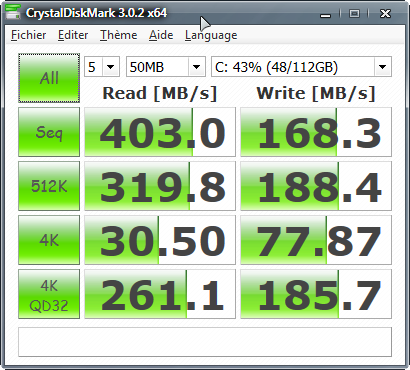 CrystalDiskMark 3.0.2 x64
Fichier Editer Thème Aide Language
All 5 50MB C: 43% (48/112GB)
Read [MB/s] Write [MB/s]
Seq 403.0 168.3
512K 319.8 188.4
4K 30.50 77.87
4K QD32 261.1 185.7